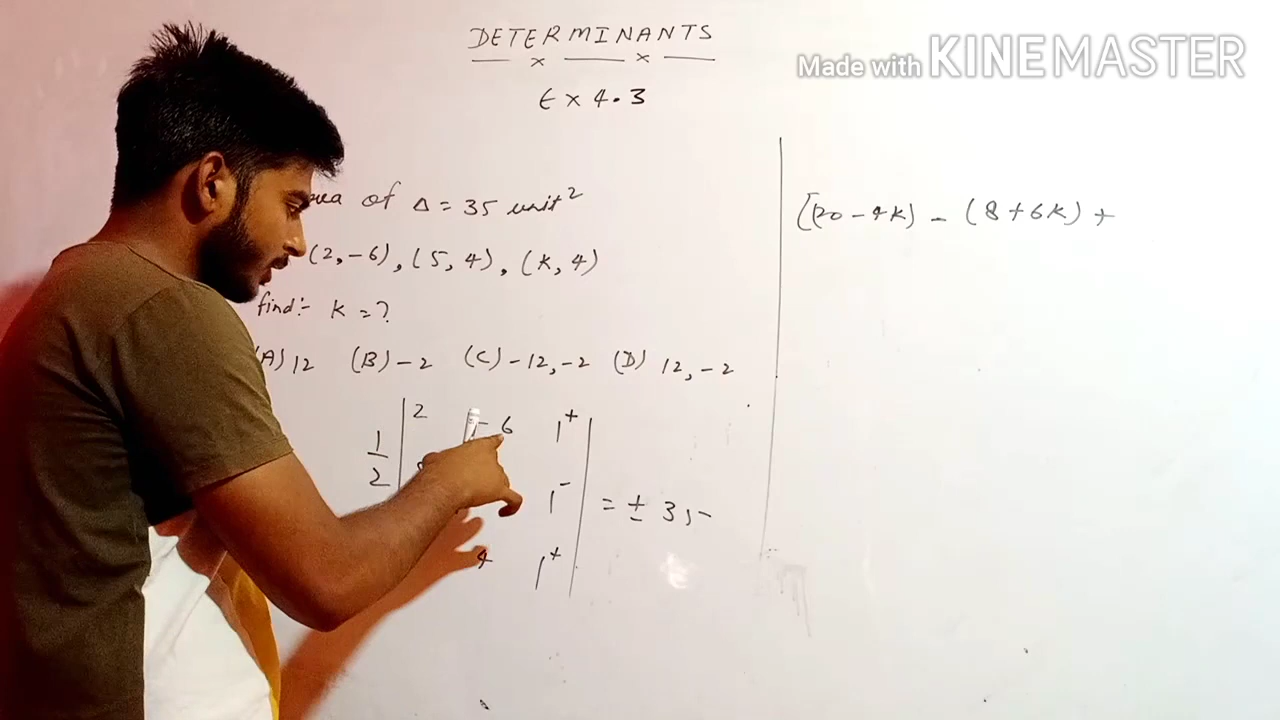 DETERMINANTS
Made with KINEMASTER
Ex 4.3
of Δ = 35 unit²
(2,-6), (5,4), (K,4)
find:- K = ?
(A) 12 (B) -2 (C) -12,-2 (D) 12,-2
1/2 | 2 -6 1+ |
1-
= ± 35
4 1+
[(20-4K) - (8+6K) +